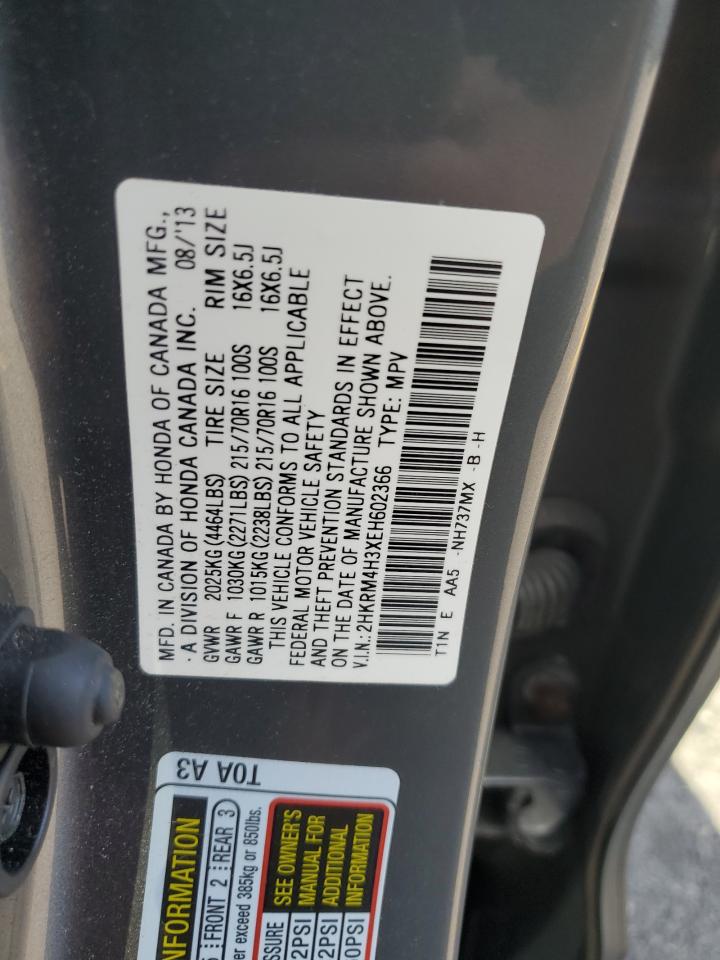 MFD. IN CANADA BY HONDA OF CANADA MFG.,
·A DIVISION OF HONDA CANADA INC. 08/'13
GVWR 2025KG(4464LBS) TIRE SIZE RIM SIZE
GAWR F 1030KG(2271LBS) 215/70R16 100S 16X6.5J
GAWR R 1015KG(2238LBS) 215/70R16 100S 16X6.5J
THIS VEHICLE CONFORMS TO ALL APPLICABLE
FEDERAL MOTOR VEHICLE SAFETY
AND THEFT PREVENTION STANDARDS IN EFFECT
ON THE DATE OF MANUFACTURE SHOWN ABOVE.
V.I.N.:2HKRM4H3XEH602366 TYPE: MPV
T1N E AA5 -NH737MX -B -H
T0A A3
NFORMATION
5 FRONT 2 REAR 3
er exceed 385kg or 850lbs.
SSURE
2PSI
2PSI
0PSI
SEE OWNER'S
MANUAL FOR
ADDITIONAL
INFORMATION